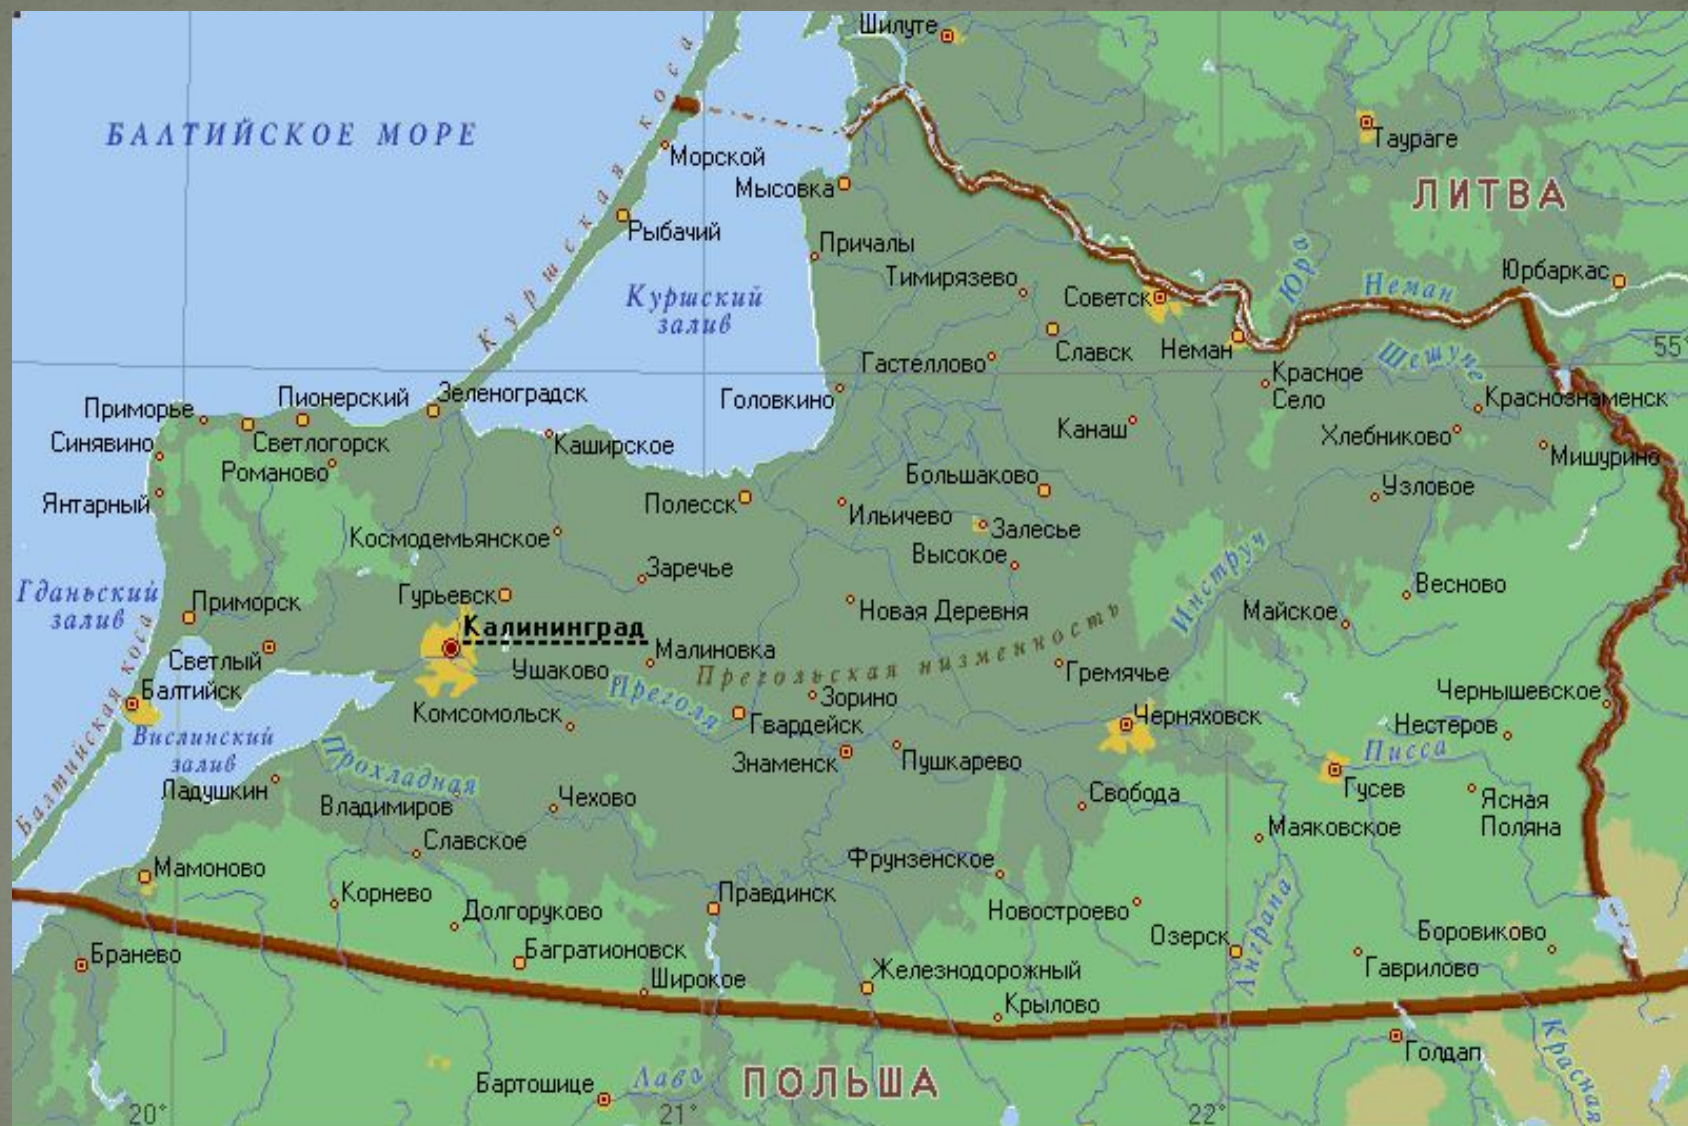 Шилуте
БАЛТИЙСКОЕ МОРЕ
Куршская коса
Таураге
Морской
Мысовка
ЛИТВА
Рыбачий
Причалы
Тимирязево
Юрбаркас
Куршский
залив
Советск
Юра
Неман
Славск
Неман
55°
Гастеллово
Шешупе
Красное
Село
Головкино
Краснознаменск
Пионерский
Зеленоградск
Приморье
Светлогорск
Синявино
Каширское
Канаш
Хлебниково
Мишурино
Романово
Большаково
Узловое
Янтарный
Полесск
Ильичево
Залесье
Космодемьянское
Высокое
Заречье
Инструч
Весново
Гданьский
залив
Гурьевск
Приморск
Новая Деревня
Майское
Калининград
Светлый
Ушаково
Малиновка
Прегольская низменность
Гремячье
Балтийск
Преголя
Зорино
Чернышевское
Комсомольск
Гвардейск
Черняховск
Нестеров
Вислинский
залив
Балтийская коса
Прохладная
Знаменск
Пушкарево
Писса
Ладушкин
Владимиров
Чехово
Свобода
Гусев
Ясная
Поляна
Славское
Маяковское
Мамоново
Фрунзенское
Корнево
Долгоруково
Правдинск
Новостроево
Анграпа
Озерск
Боровиково
Бранево
Багратионовск
Широкое
Железнодорожный
Гаврилово
Крылово
Голдап
Красная
Бартошице
Лава
ПОЛЬША
20°
21°
22°